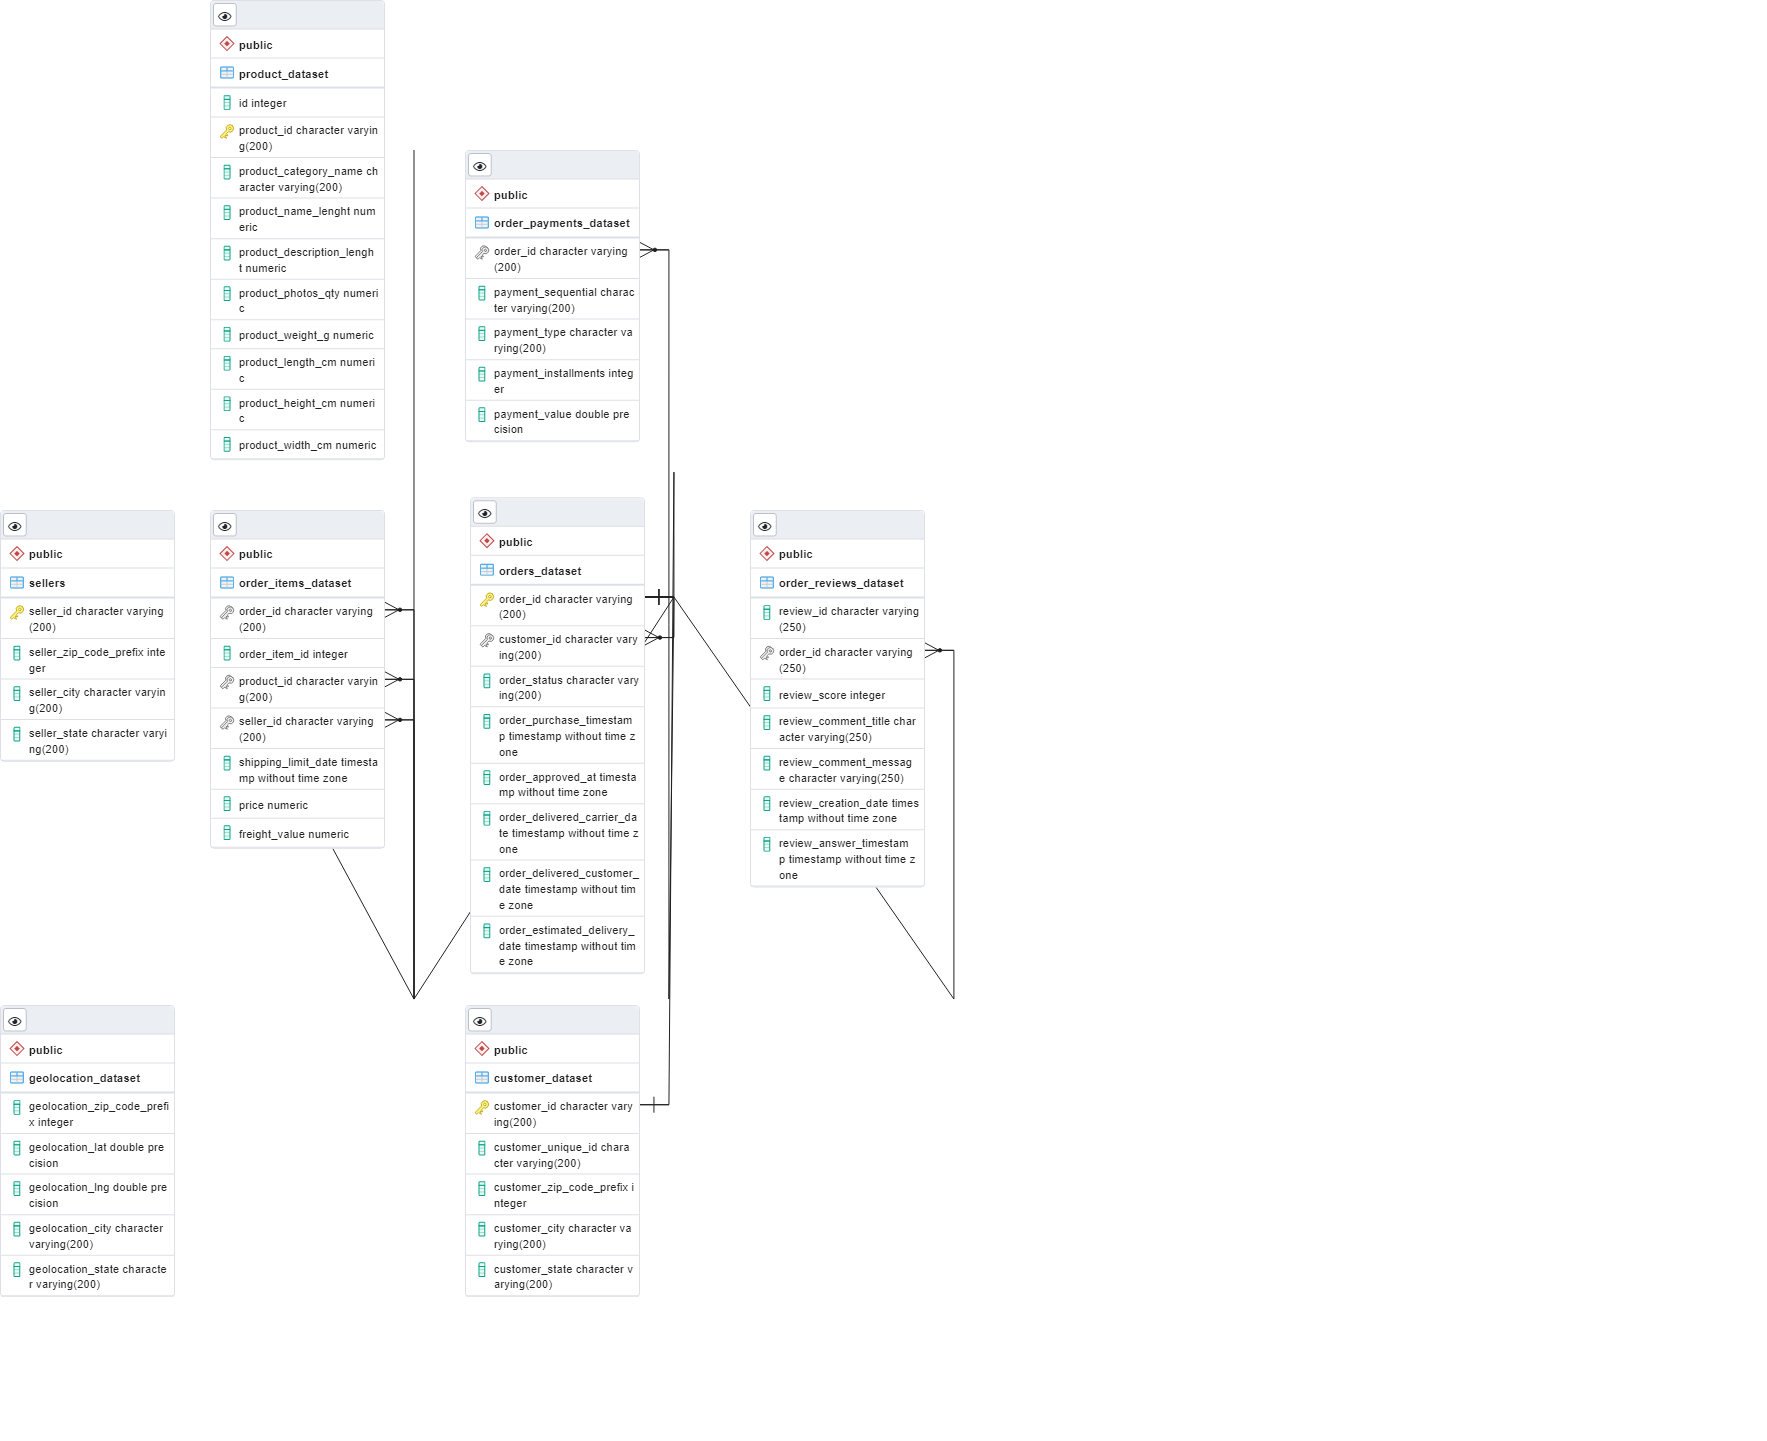 public
product_dataset
id integer
product_id character varyin
g(200)
product_category_name ch
aracter varying(200)
product_name_lenght num
eric
product_description_lengh
t numeric
product_photos_qty numeri
c
product_weight_g numeric
product_length_cm numeri
c
product_height_cm numeri
c
product_width_cm numeric
public
order_payments_dataset
order_id character varying
(200)
payment_sequential charac
ter varying(200)
payment_type character va
rying(200)
payment_installments integ
er
payment_value double pre
cision
public
sellers
seller_id character varying
(200)
seller_zip_code_prefix inte
ger
seller_city character varyin
g(200)
seller_state character varyi
ng(200)
public
order_items_dataset
order_id character varying
(200)
order_item_id integer
product_id character varyin
g(200)
seller_id character varying
(200)
shipping_limit_date timesta
mp without time zone
price numeric
freight_value numeric
public
orders_dataset
order_id character varying
(200)
customer_id character vary
ing(200)
order_status character vary
ing(200)
order_purchase_timestam
p timestamp without time z
one
order_approved_at timesta
mp without time zone
order_delivered_carrier_da
te timestamp without time z
one
order_delivered_customer_
date timestamp without tim
e zone
order_estimated_delivery_
date timestamp without tim
e zone
public
order_reviews_dataset
review_id character varying
(250)
order_id character varying
(250)
review_score integer
review_comment_title char
acter varying(250)
review_comment_messag
e character varying(250)
review_creation_date times
tamp without time zone
review_answer_timestam
p timestamp without time z
one
public
geolocation_dataset
geolocation_zip_code_prefi
x integer
geolocation_lat double pre
cision
geolocation_lng double pre
cision
geolocation_city character
varying(200)
geolocation_state characte
r varying(200)
public
customer_dataset
customer_id character vary
ing(200)
customer_unique_id chara
cter varying(200)
customer_zip_code_prefix i
nteger
customer_city character va
rying(200)
customer_state character v
arying(200)